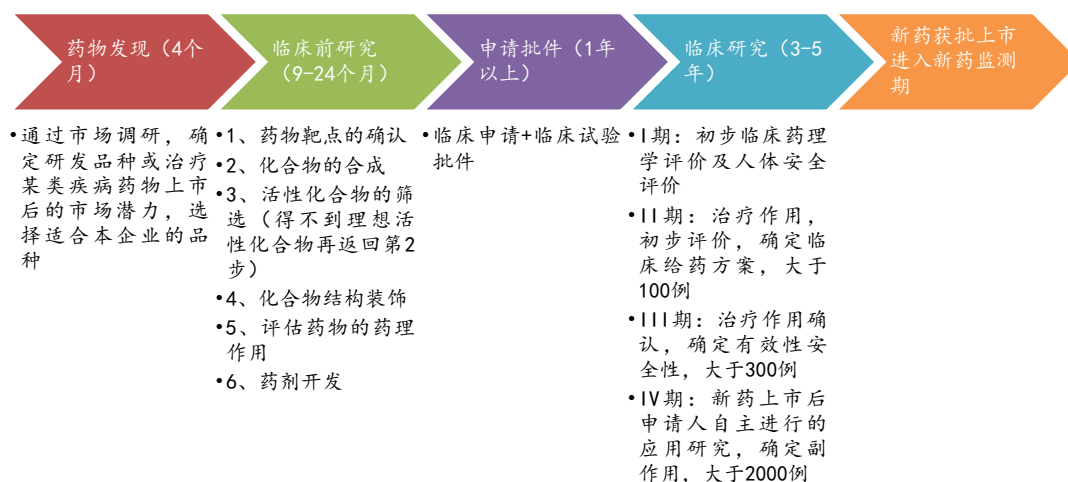 药物发现（4个
月）
临床前研究
（9-24个月）
申请批件（1年
以上）
临床研究（3-5
年）
新药获批上市
进入新药监测
期
•通过市场调研，确
定研发品种或治疗
某类疾病药物上市
后的市场潜力，选
择适合本企业的品
种
•1、药物靶点的确认
•2、化合物的合成
•3、活性化合物的筛
选（得不到理想活
性化合物再返回第2
步）
•4、化合物结构装饰
•5、评估药物的药理
作用
•6、药剂开发
•临床申请+临床试验
批件
•I期：初步临床药理
学评价及人体安全
评价
•II期：治疗作用，
初步评价，确定临
床给药方案，大于
100例
•III期：治疗作用确
认，确定有效性安
全性，大于300例
•IV期：新药上市后
申请人自主进行的
应用研究，确定副
作用，大于2000例